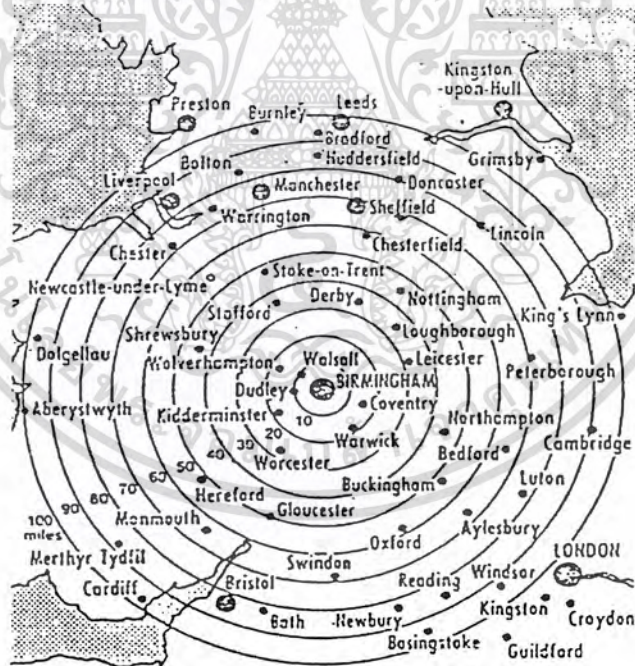 Kingston
-upon-Hull
Preston
Burnley
Leeds
Bradford
Bolton
Huddersfield
Grimsby
Liverpool
Manchester
Doncaster
Warrington
Sheffield
Lincoln
Chester
Chesterfield
Newcastle-under-Lyme
Stoke-on-Trent
Stafford
Derby
Nottingham
King's Lynn
Shrewsbury
Loughborough
Dolgellau
Wolverhampton
Walsall
Leicester
Peterborough
Dudley
BIRMINGHAM
Aberystwyth
Kidderminster
Coventry
Northampton
Cambridge
10
20
30
40
50
60
70
80
90
100
miles
Warwick
Bedford
Worcester
Buckingham
Luton
Hereford
Gloucester
Monmouth
Aylesbury
Oxford
Merthyr Tydfil
Swindon
LONDON
Cardiff
Bristol
Reading
Windsor
Bath
Newbury
Kingston
Croydon
Basingstoke
Guildford